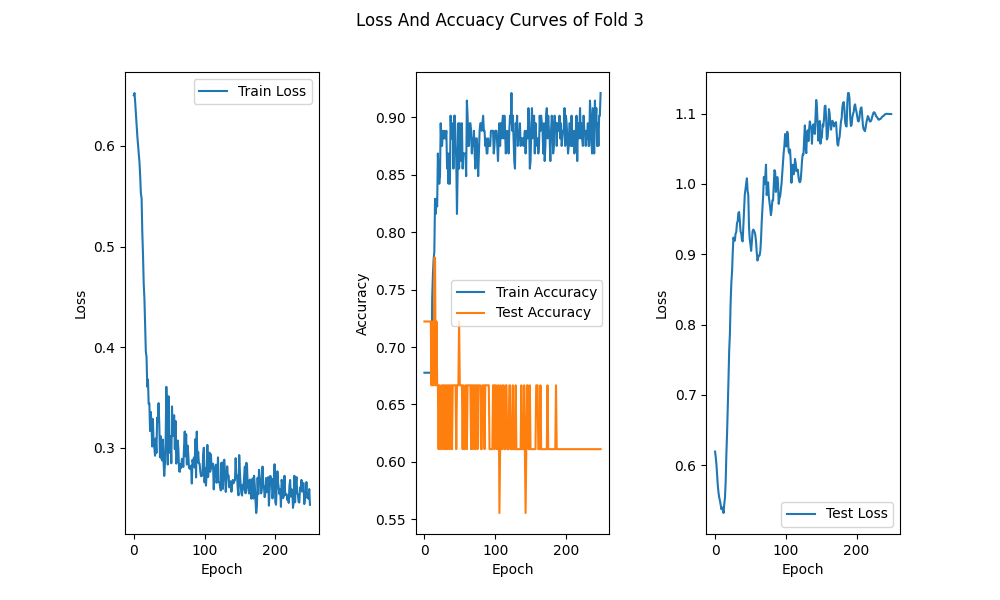 Loss And Accuacy Curves of Fold 3
Train Loss
0.6
0.5
0.4
0.3
Loss
0
100
200
Epoch
0.90
0.85
0.80
0.75
0.70
0.65
0.60
0.55
Accuracy
Train Accuracy
Test Accuracy
0
100
200
Epoch
1.1
1.0
0.9
0.8
0.7
0.6
Loss
Test Loss
0
100
200
Epoch